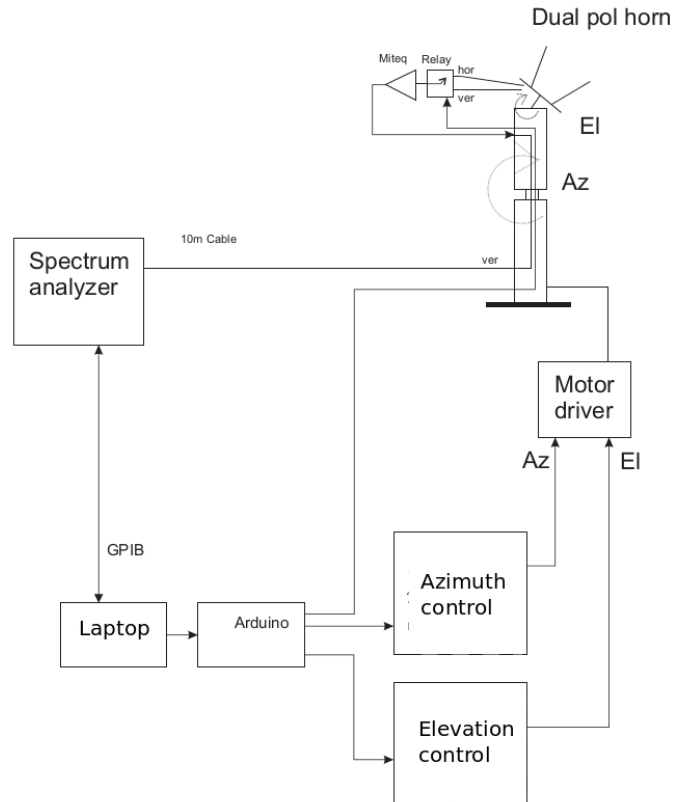 Dual pol horn
Miteq
Relay
hor
ver
El
Az
10m Cable
ver
Spectrum
analyzer
Motor
driver
Az
El
GPIB
Azimuth
control
Laptop
Arduino
Elevation
control